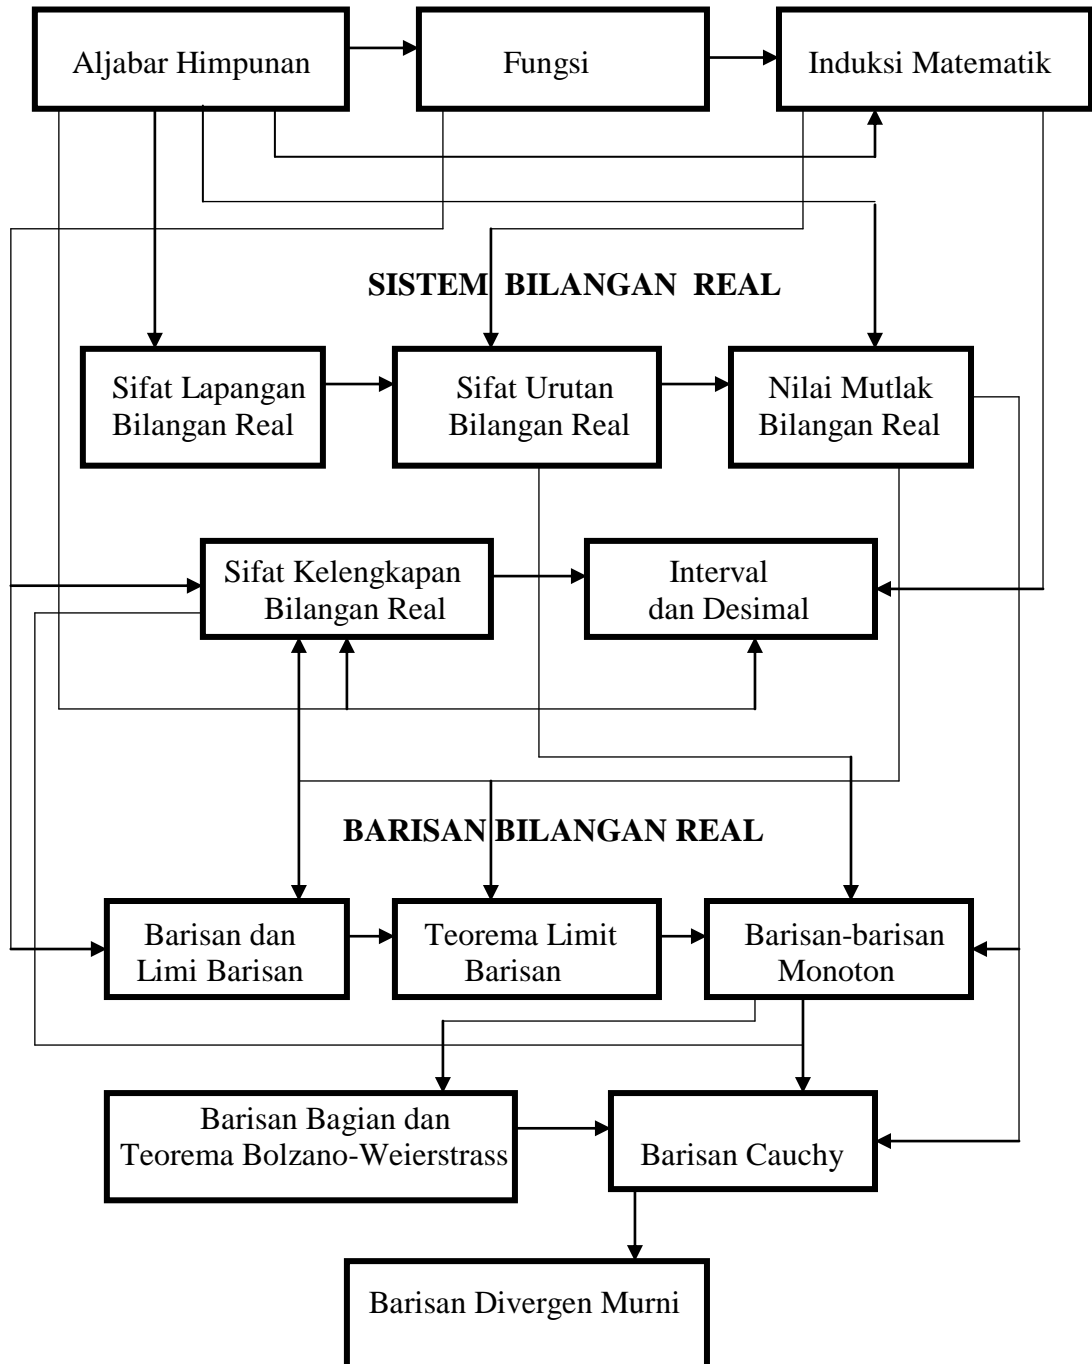 Aljabar Himpunan
Fungsi
Induksi Matematik
SISTEM BILANGAN REAL
Sifat Lapangan
Bilangan Real
Sifat Urutan
Bilangan Real
Nilai Mutlak
Bilangan Real
Sifat Kelengkapan
Bilangan Real
Interval
dan Desimal
BARISAN BILANGAN REAL
Barisan dan
Limi Barisan
Teorema Limit
Barisan
Barisan-barisan
Monoton
Barisan Bagian dan
Teorema Bolzano-Weierstrass
Barisan Cauchy
Barisan Divergen Murni